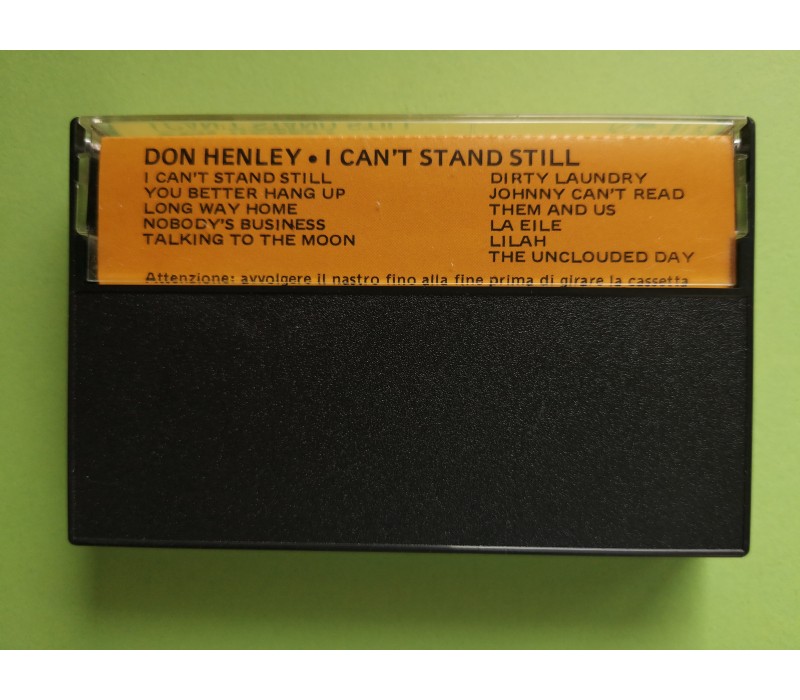 DON HENLEY • I CAN'T STAND STILL
I CAN'T STAND STILL
YOU BETTER HANG UP
LONG WAY HOME
NOBODY'S BUSINESS
TALKING TO THE MOON
DIRTY LAUNDRY
JOHNNY CAN'T READ
THEM AND US
LA EILE
LILAH
THE UNCLOUDED DAY
Attenzione: avvolgere il nastro fino alla fine prima di girare la cassetta